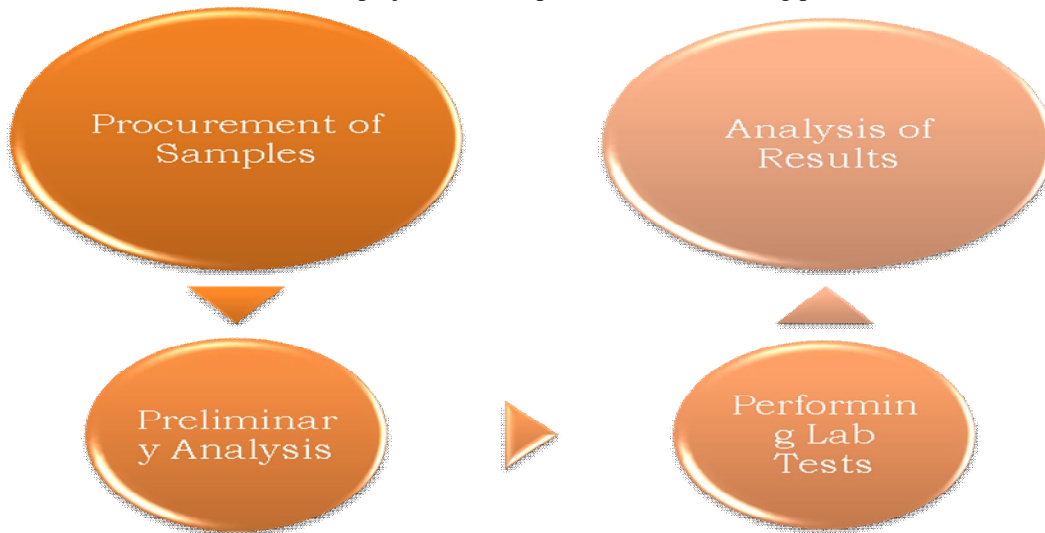 Procurement of
Samples
Preliminar
y Analysis
Performin
g Lab
Tests
Analysis of
Results